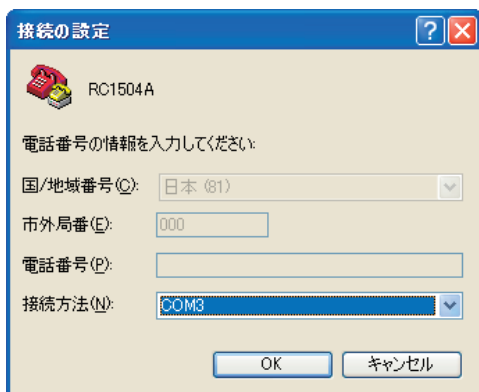 接続の設定
RC1504A
電話番号の情報を入力してください:
国/地域番号(C): 日本 (81)
市外局番(E): 000
電話番号(P):
接続方法(N): COM3
OK キャンセル